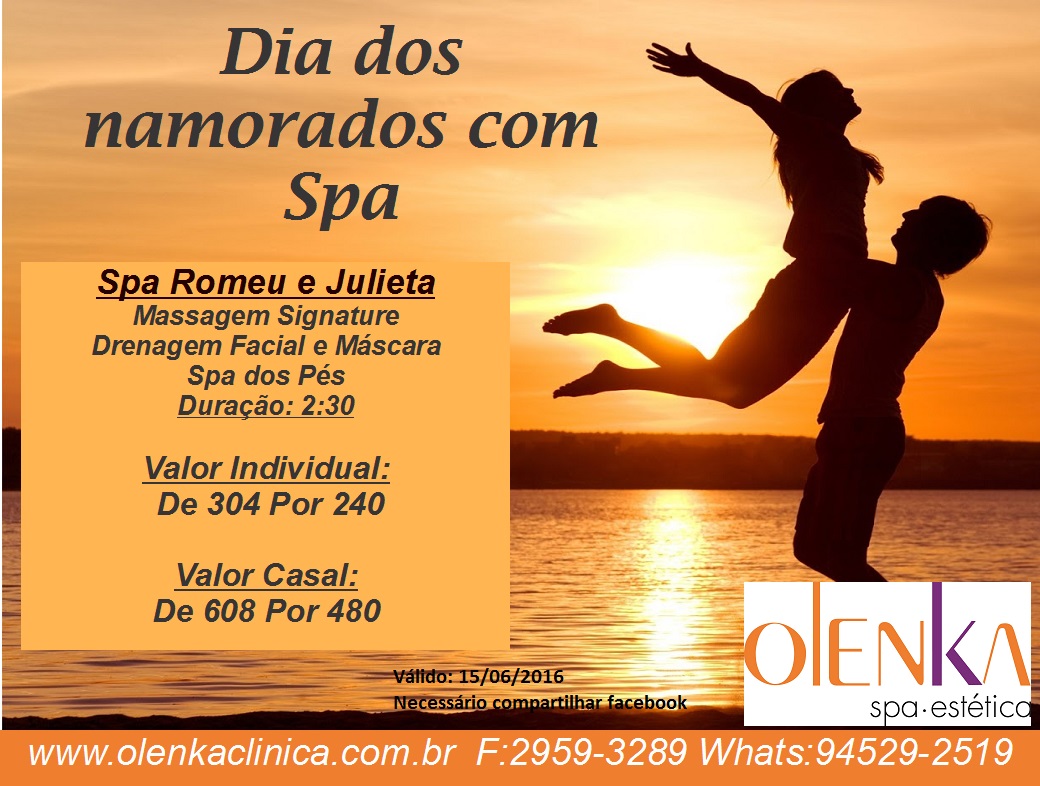 Dia dos
namorados com
Spa
Spa Romeu e Julieta
Massagem Signature
Drenagem Facial e Máscara
Spa dos Pés
Duração: 2:30
Valor Individual:
De 304 Por 240
Valor Casal:
De 608 Por 480
Válido: 15/06/2016
Necessário compartilhar facebook
OlENKA
spa·estética
www.olenkaclinica.com.br F:2959-3289 Whats:94529-2519